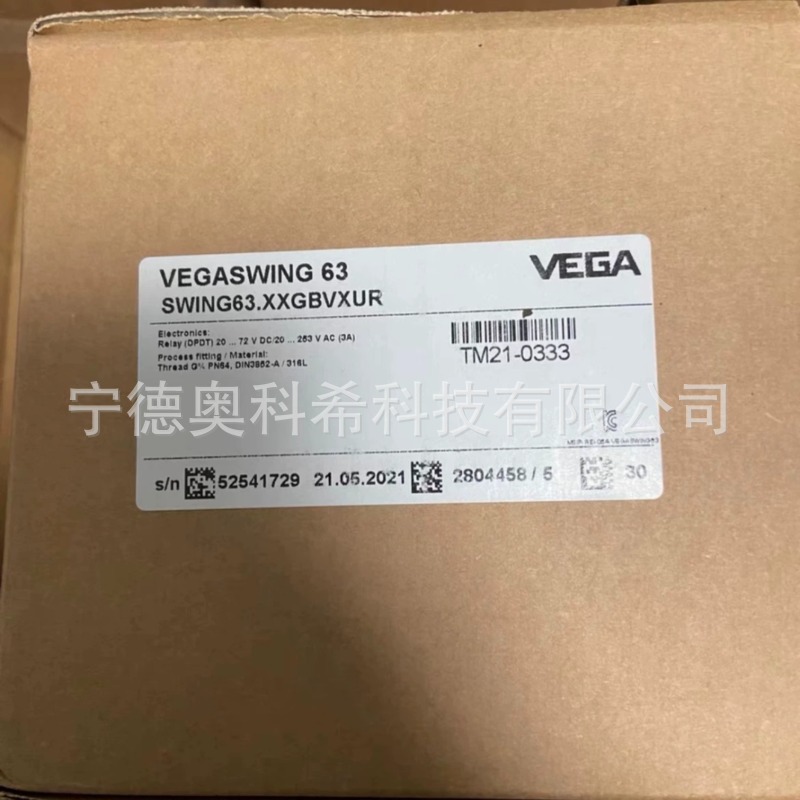 VEGASWING 63
SWING63.XXGBVXUR
VEGA
Electronics:
Relay (DPDT) 20 ... 72 V DC/20 ... 253 V AC (3A)
Process fitting / Material:
Thread G¾ PN64, DIN3852-A / 316L
TM21-0333
宁德奥科希科技有限公司
s/n 52541729 21.05.2021 2804458 / 5 30